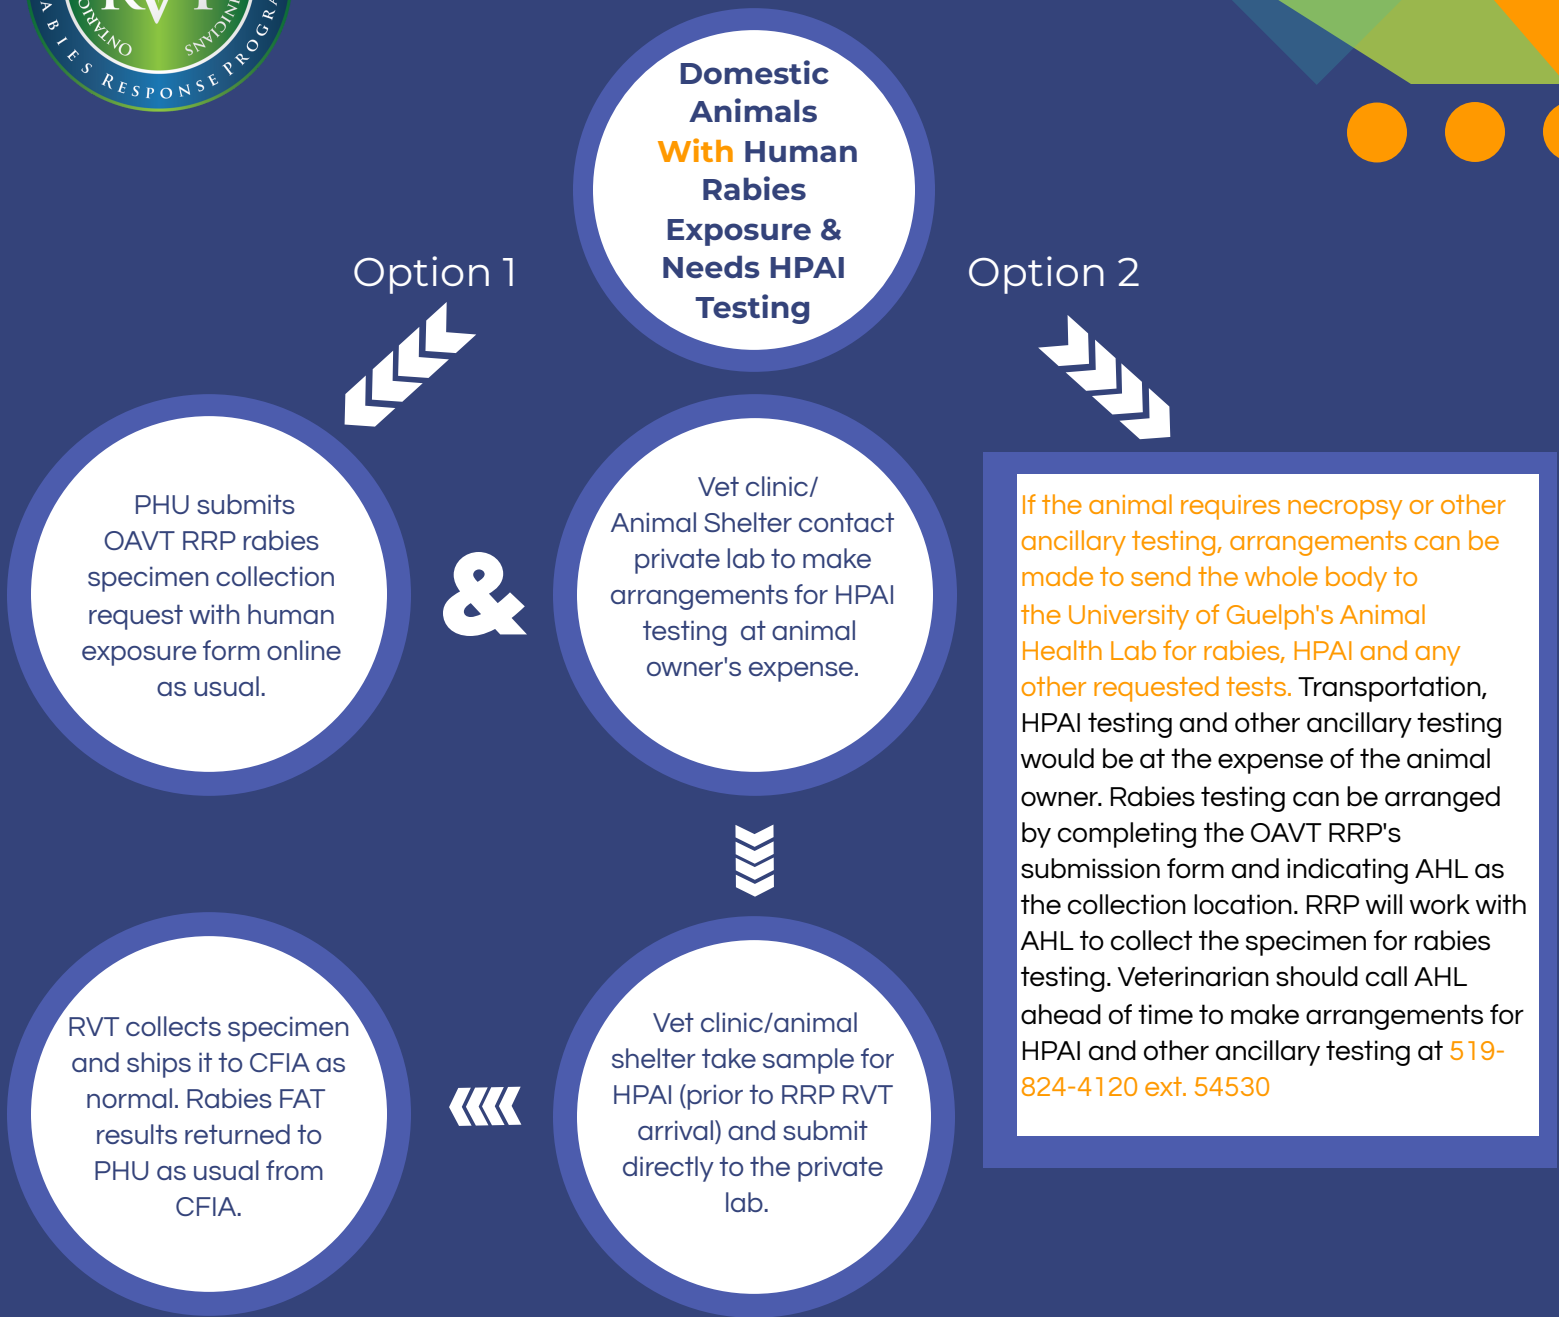 RVT
ONTARIO
RABIES RESPONSE PROGRA
Domestic
Animals
With Human
Rabies
Exposure &
Needs HPAI
Testing
Option 1
Option 2
PHU submits
OAVT RRP rabies
specimen collection
request with human
exposure form online
as usual.
&
Vet clinic/
Animal Shelter contact
private lab to make
arrangements for HPAI
testing at animal
owner's expense.
If the animal requires necropsy or other
ancillary testing, arrangements can be
made to send the whole body to
the University of Guelph's Animal
Health Lab for rabies, HPAI and any
other requested tests. Transportation,
HPAI testing and other ancillary testing
would be at the expense of the animal
owner. Rabies testing can be arranged
by completing the OAVT RRP's
submission form and indicating AHL as
the collection location. RRP will work with
AHL to collect the specimen for rabies
testing. Veterinarian should call AHL
ahead of time to make arrangements for
HPAI and other ancillary testing at 519-
824-4120 ext. 54530
Vet clinic/animal
shelter take sample for
HPAI (prior to RRP RVT
arrival) and submit
directly to the private
lab.
RVT collects specimen
and ships it to CFIA as
normal. Rabies FAT
results returned to
PHU as usual from
CFIA.